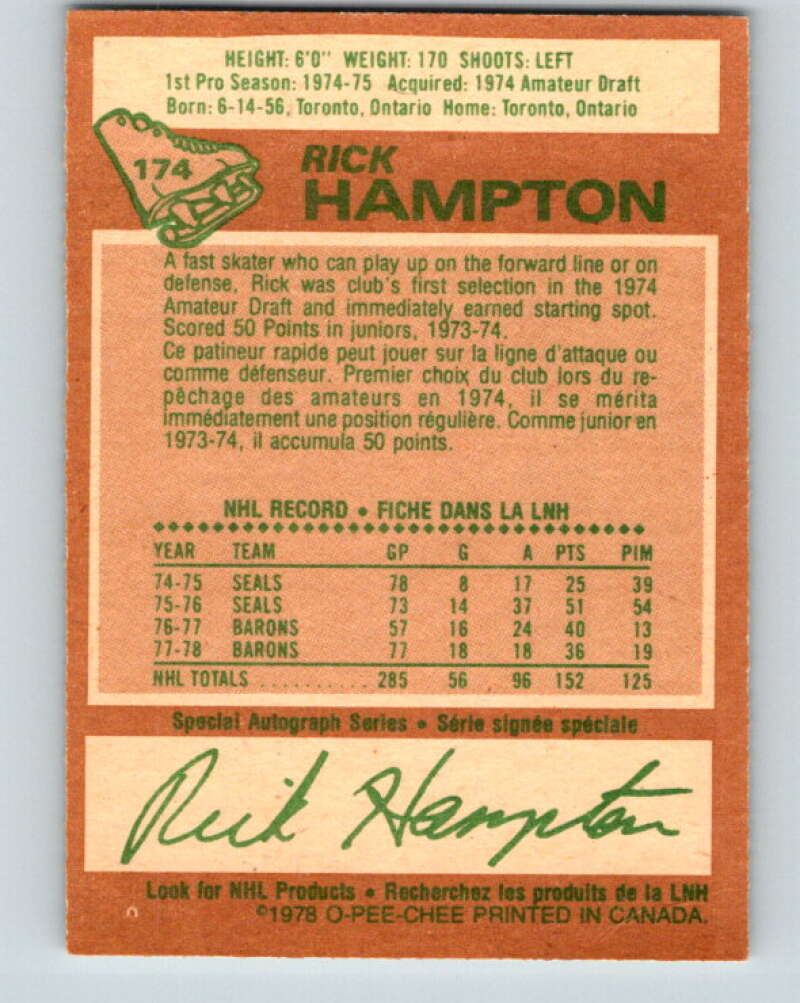 HEIGHT: 6'0" WEIGHT: 170 SHOOTS: LEFT
1st Pro Season: 1974-75 Acquired: 1974 Amateur Draft
Born: 6-14-56, Toronto, Ontario Home: Toronto, Ontario
174
RICK
HAMPTON
A fast skater who can play up on the forward line or on
defense, Rick was club's first selection in the 1974
Amateur Draft and immediately earned starting spot.
Scored 50 Points in juniors, 1973-74.
Ce patineur rapide peut jouer sur la ligne d'attaque ou
comme défenseur. Premier choix du club lors du re-
pêchage des amateurs en 1974, il se mérita
immédiatement une position régulière. Comme junior en
1973-74, il accumula 50 points.
NHL RECORD • FICHE DANS LA LNH
YEAR TEAM GP G A PTS PIM
74-75 SEALS 78 8 17 25 39
75-76 SEALS 73 14 37 51 54
76-77 BARONS 57 16 24 40 13
77-78 BARONS 77 18 18 36 19
NHL TOTALS .......... 285 56 96 152 125
Special Autograph Series • Série signée spéciale
Rick Hampton
Look for NHL Products • Recherchez les produits de la LNH
©1978 O-PEE-CHEE PRINTED IN CANADA.